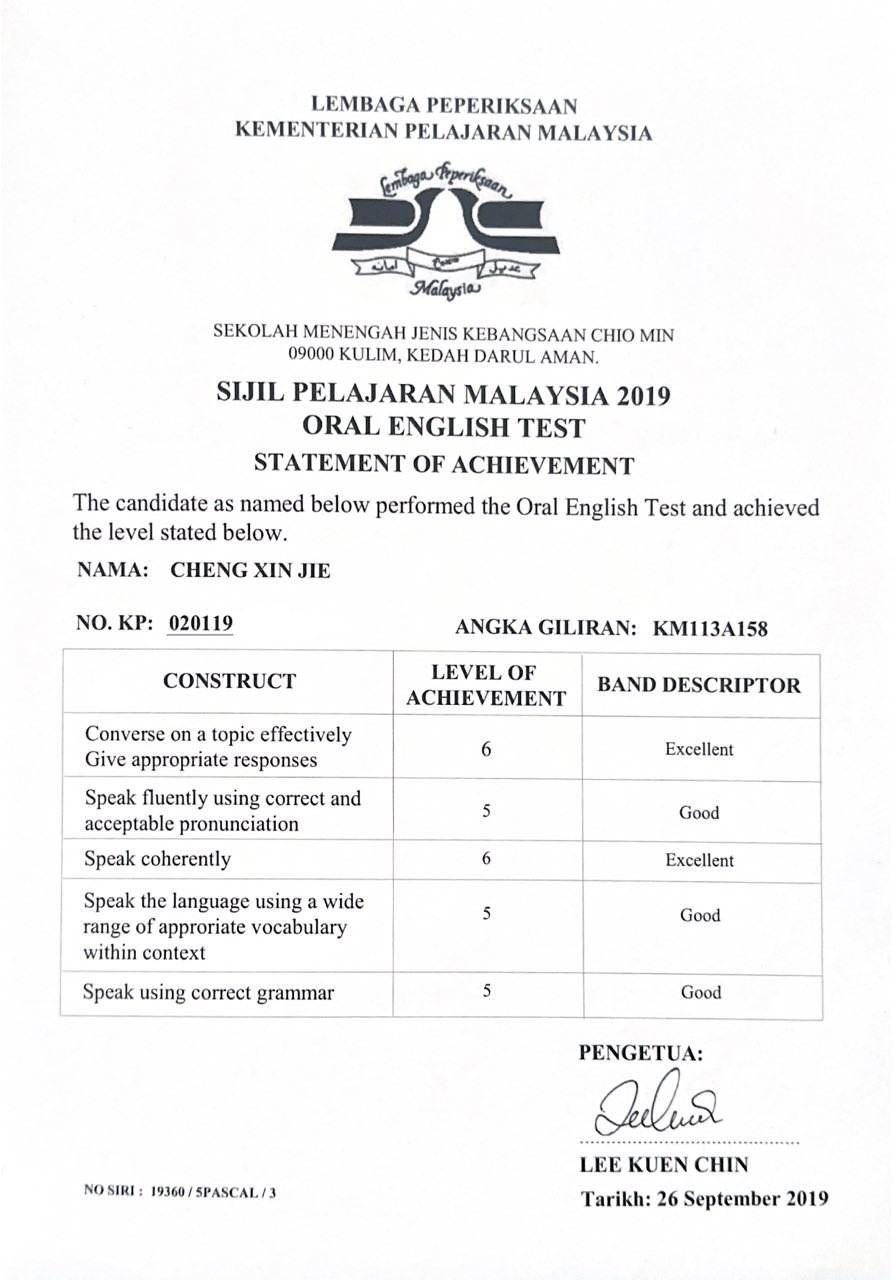 LEMBAGA PEPERIKSAAN
KEMENTERIAN PELAJARAN MALAYSIA
Lembaga Peperiksaan
امانه
عديل
Malaysia
SEKOLAH MENENGAH JENIS KEBANGSAAN CHIO MIN
09000 KULIM, KEDAH DARUL AMAN.
SIJIL PELAJARAN MALAYSIA 2019
ORAL ENGLISH TEST
STATEMENT OF ACHIEVEMENT
The candidate as named below performed the Oral English Test and achieved
the level stated below.
NAMA: CHENG XIN JIE
NO. KP: 020119 ANGKA GILIRAN: KM113A158
CONSTRUCT
LEVEL OF
ACHIEVEMENT
BAND DESCRIPTOR
Converse on a topic effectively
Give appropriate responses
6
Excellent
Speak fluently using correct and
acceptable pronunciation
5
Good
Speak coherently
6
Excellent
Speak the language using a wide
range of approriate vocabulary
within context
5
Good
Speak using correct grammar
5
Good
PENGETUA:
LEE KUEN CHIN
NO SIRI : 19360 / 5PASCAL / 3
Tarikh: 26 September 2019